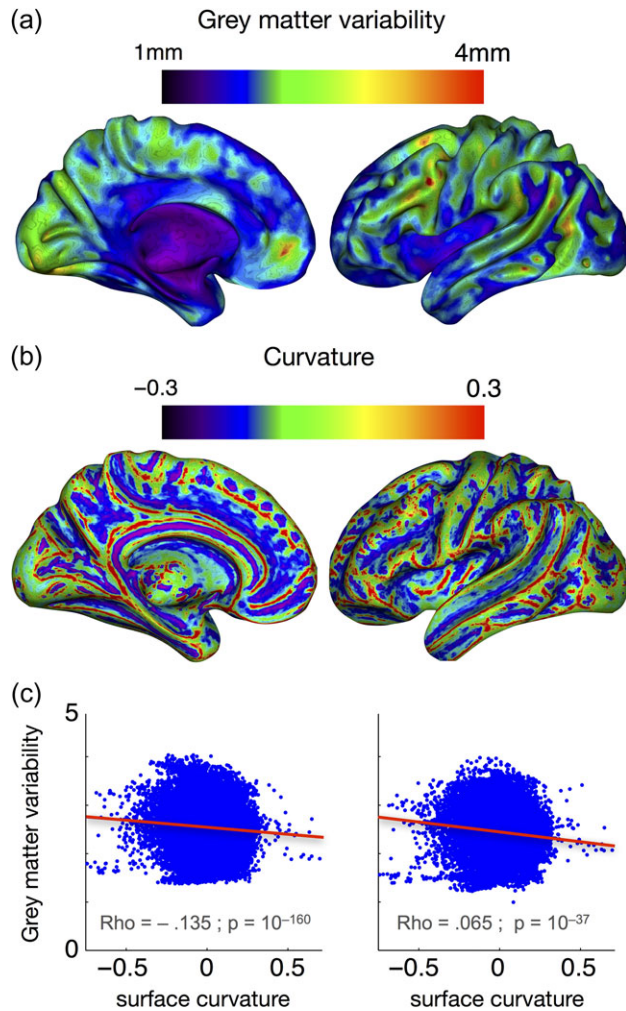 (a)
Grey matter variability
1mm 4mm
(b)
Curvature
−0.3 0.3
(c)
5
Grey matter variability
Rho = – .135 ; p = 10⁻¹⁶⁰ Rho = .065 ; p = 10⁻³⁷
0
−0.5 0 0.5 −0.5 0 0.5
surface curvature surface curvature